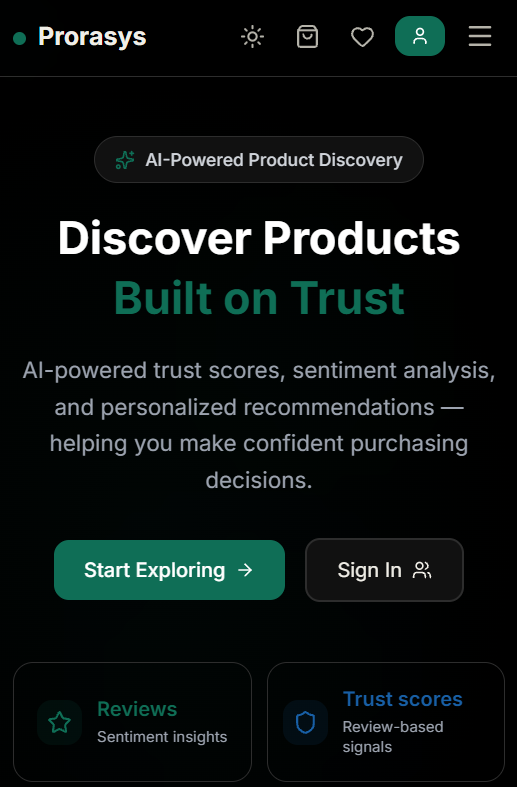 Prorasys
AI-Powered Product Discovery
Discover Products
Built on Trust
AI-powered trust scores, sentiment analysis,
and personalized recommendations —
helping you make confident purchasing
decisions.
Start Exploring →
Sign In
Reviews
Sentiment insights
Trust scores
Review-based
signals